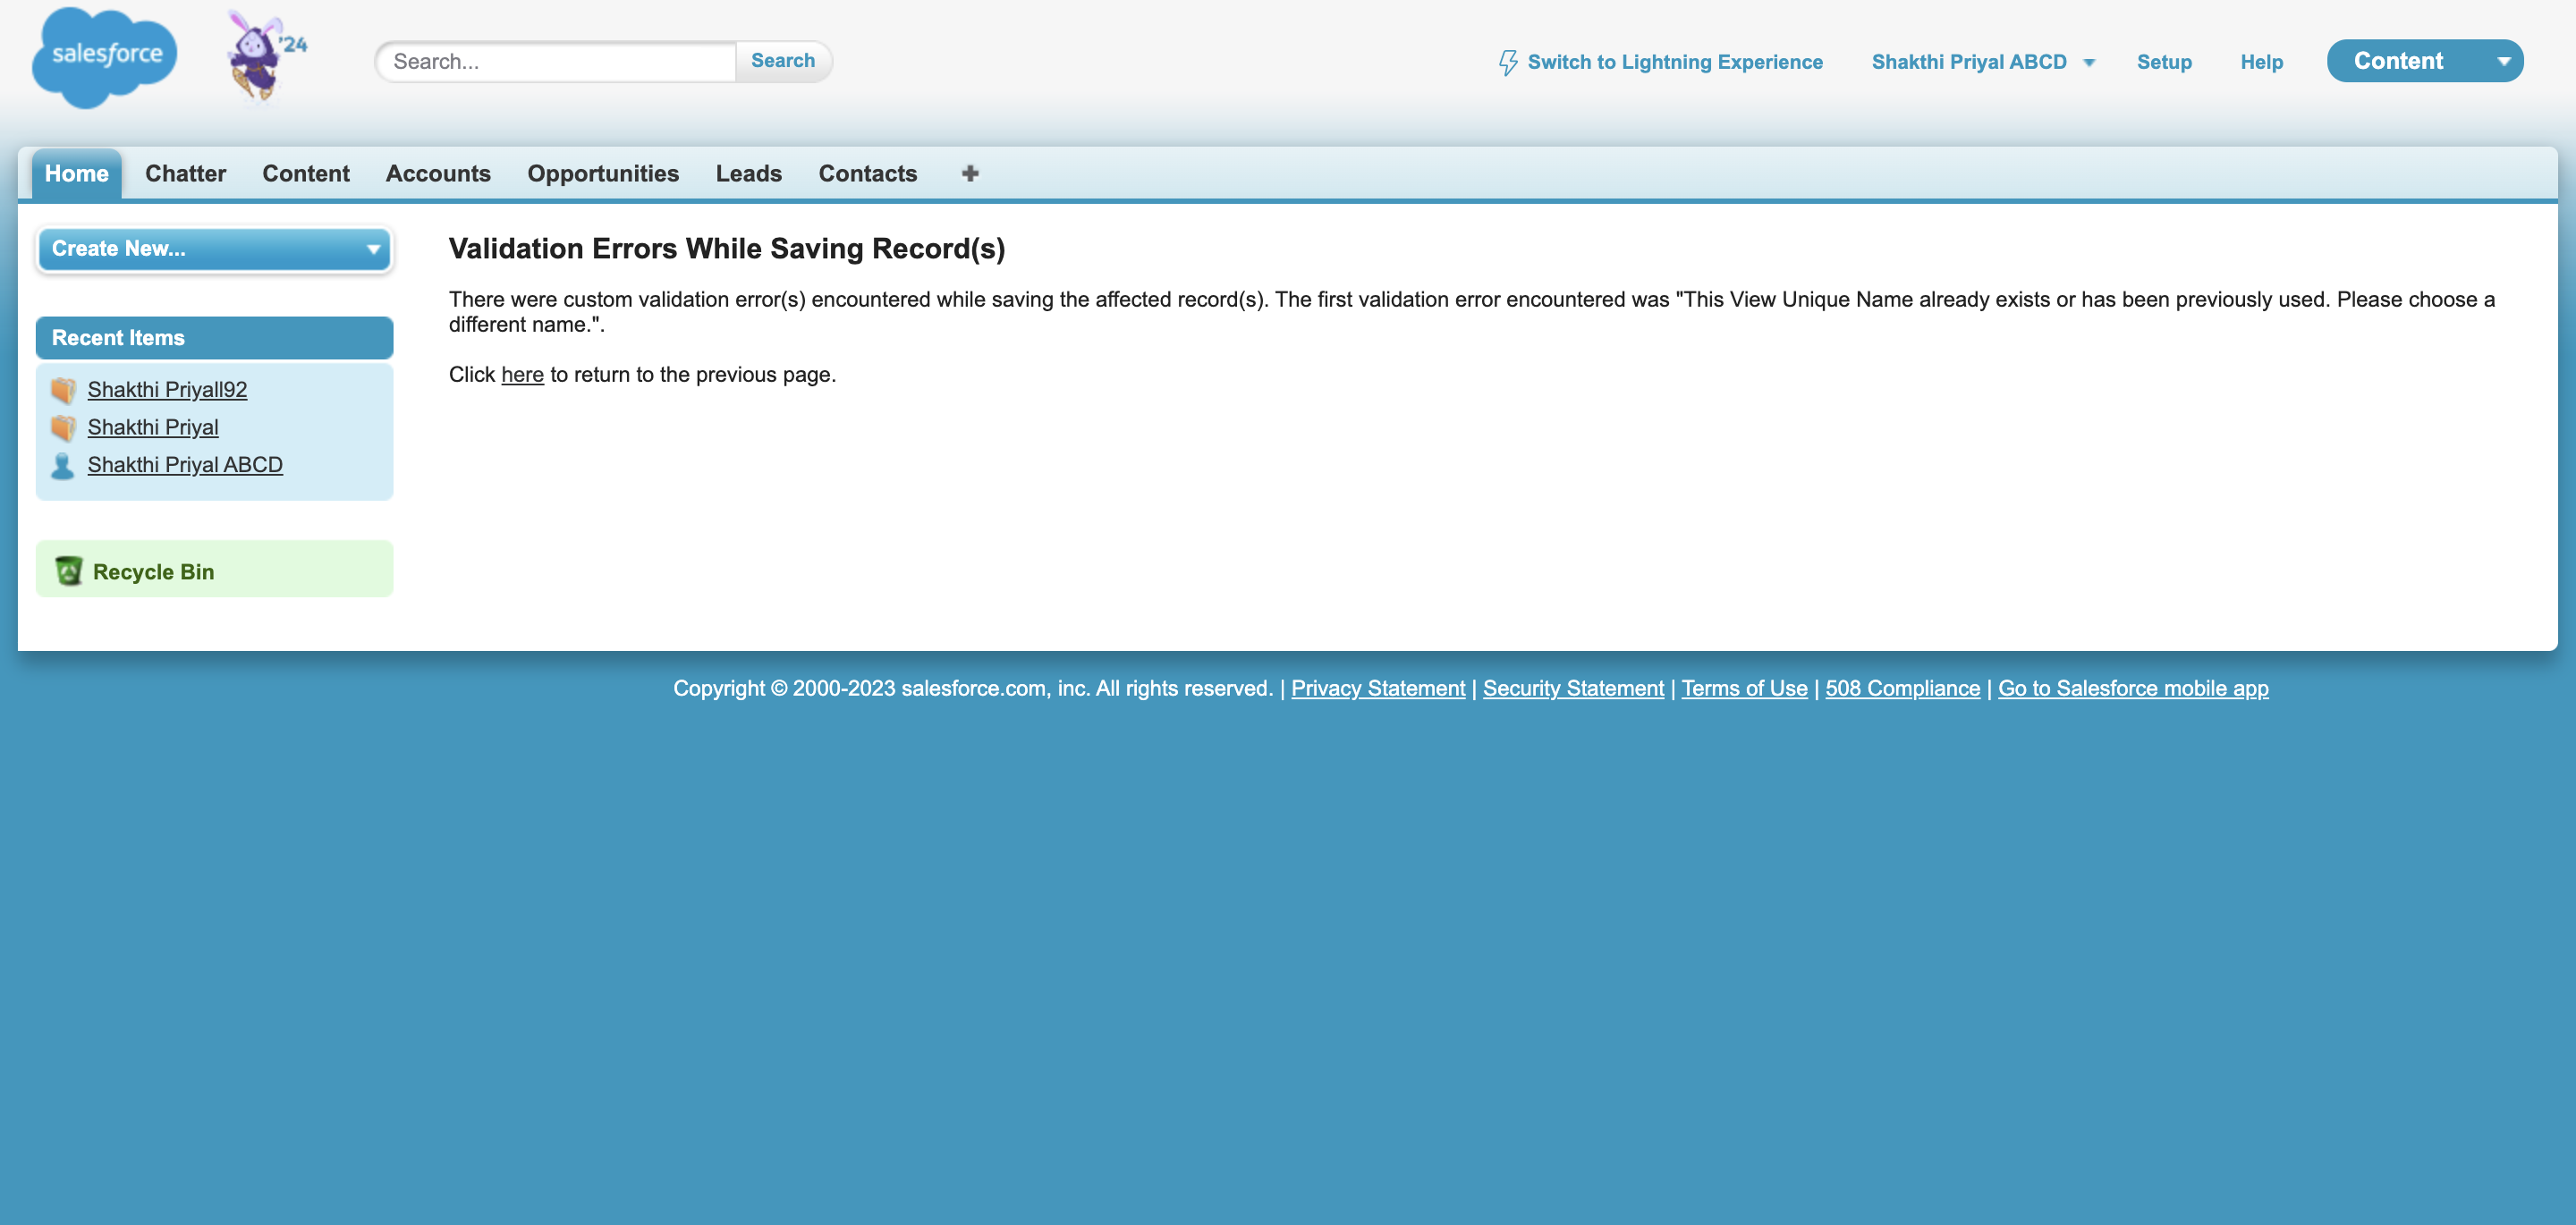 salesforce
'24
Search...
Search
Switch to Lightning Experience
Shakthi Priyal ABCD
Setup
Help
Content
Home
Chatter
Content
Accounts
Opportunities
Leads
Contacts
Create New...
Recent Items
Shakthi Priyall92
Shakthi Priyal
Shakthi Priyal ABCD
Recycle Bin
Validation Errors While Saving Record(s)
There were custom validation error(s) encountered while saving the affected record(s). The first validation error encountered was "This View Unique Name already exists or has been previously used. Please choose a
different name.".
Click here to return to the previous page.
Copyright © 2000-2023 salesforce.com, inc. All rights reserved. | Privacy Statement | Security Statement | Terms of Use | 508 Compliance | Go to Salesforce mobile app